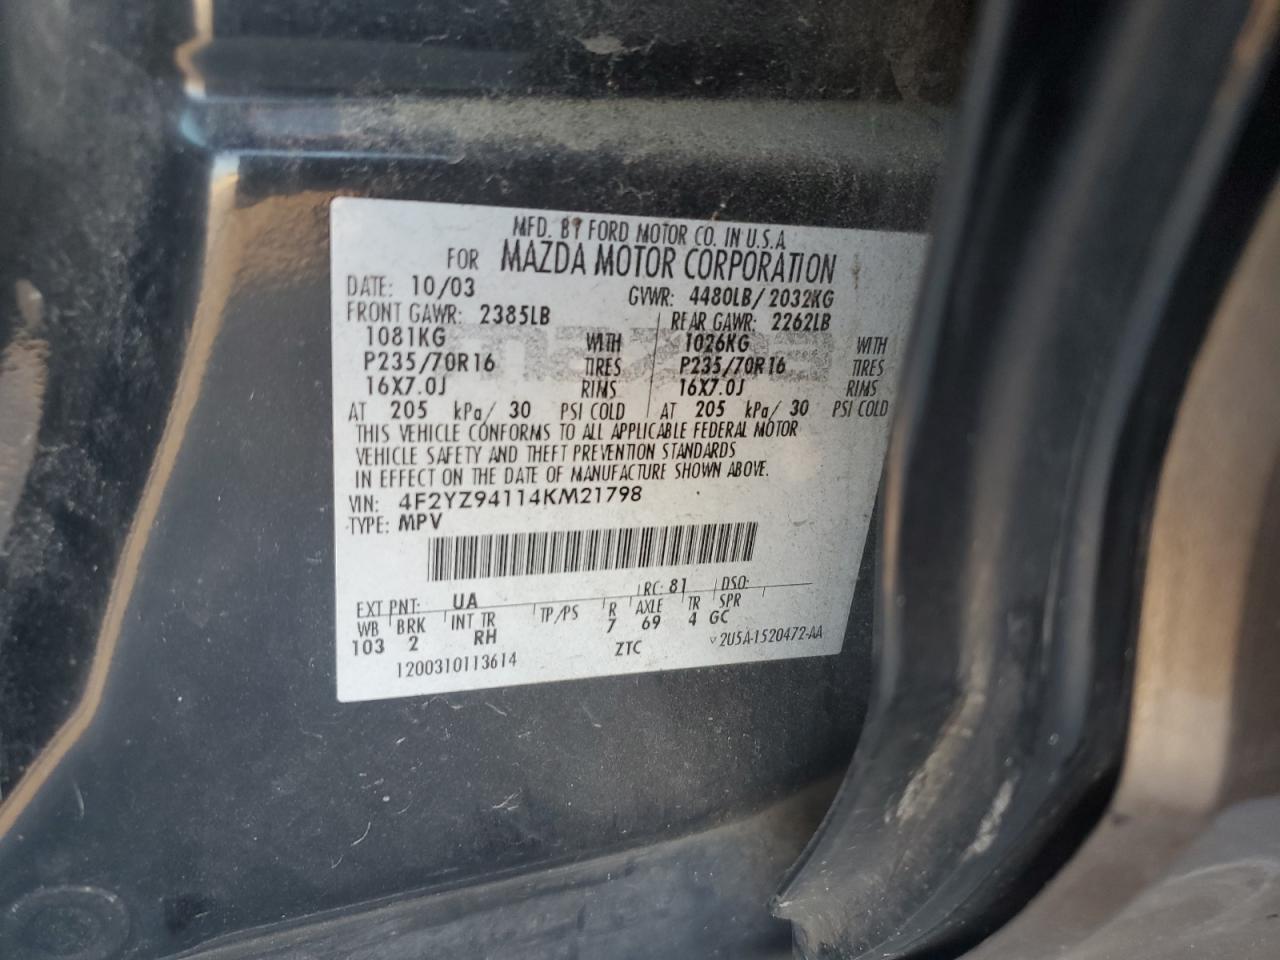 MFD. BY FORD MOTOR CO. IN U.S.A
FOR MAZDA MOTOR CORPORATION
DATE: 10/03 GVWR: 4480LB/ 2032KG
FRONT GAWR: 2385LB REAR GAWR: 2262LB
1081KG WITH 1026KG WITH
P235/70R16 TIRES P235/70R16 TIRES
16X7.0J RIMS 16X7.0J RIMS
AT 205 kPa/ 30 PSI COLD AT 205 kPa/ 30 PSI COLD
THIS VEHICLE CONFORMS TO ALL APPLICABLE FEDERAL MOTOR
VEHICLE SAFETY AND THEFT PREVENTION STANDARDS
IN EFFECT ON THE DATE OF MANUFACTURE SHOWN ABOVE.
VIN: 4F2YZ94114KM21798
TYPE: MPV
EXT PNT: UA RC: 81 DSO:
WB BRK INT TR TP/PS R AXLE TR SPR
103 2 RH 7 69 4 GC
1200310113614 ZTC v 2U5A-1520472-AA